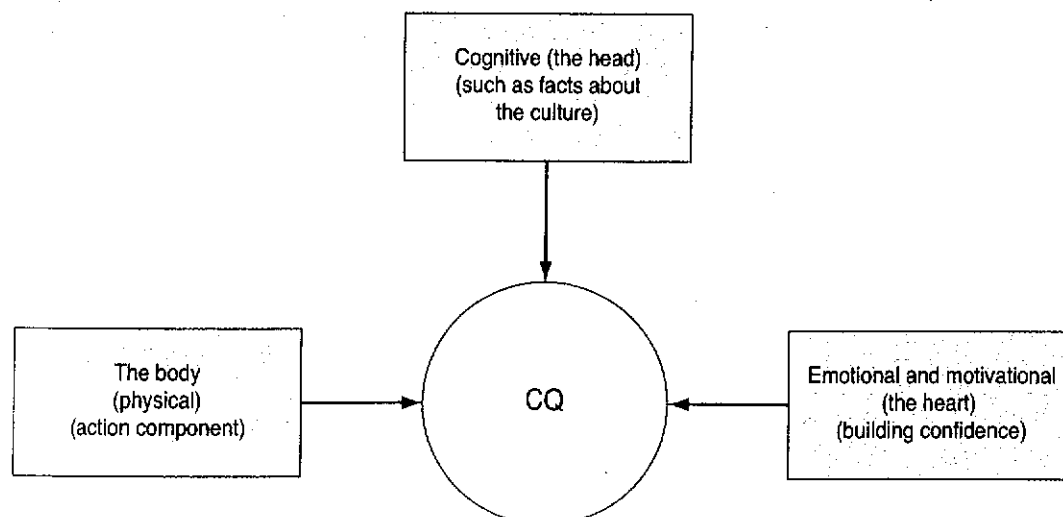 Cognitive (the head)
(such as facts about
the culture)
The body
(physical)
(action component)
CQ
Emotional and motivational
(the heart)
(building confidence)